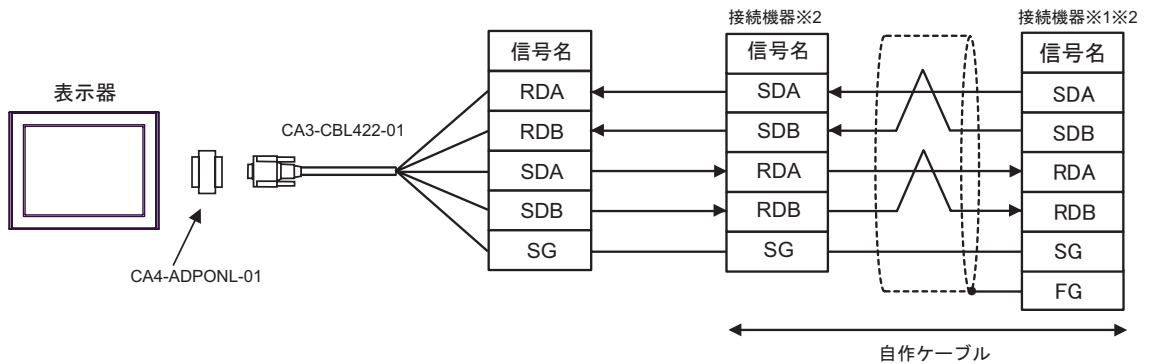 表示器
CA4-ADPONL-01
CA3-CBL422-01
信号名
RDA
RDB
SDA
SDB
SG
接続機器※2
信号名
SDA
SDB
RDA
RDB
SG
接続機器※1※2
信号名
SDA
SDB
RDA
RDB
SG
FG
自作ケーブル